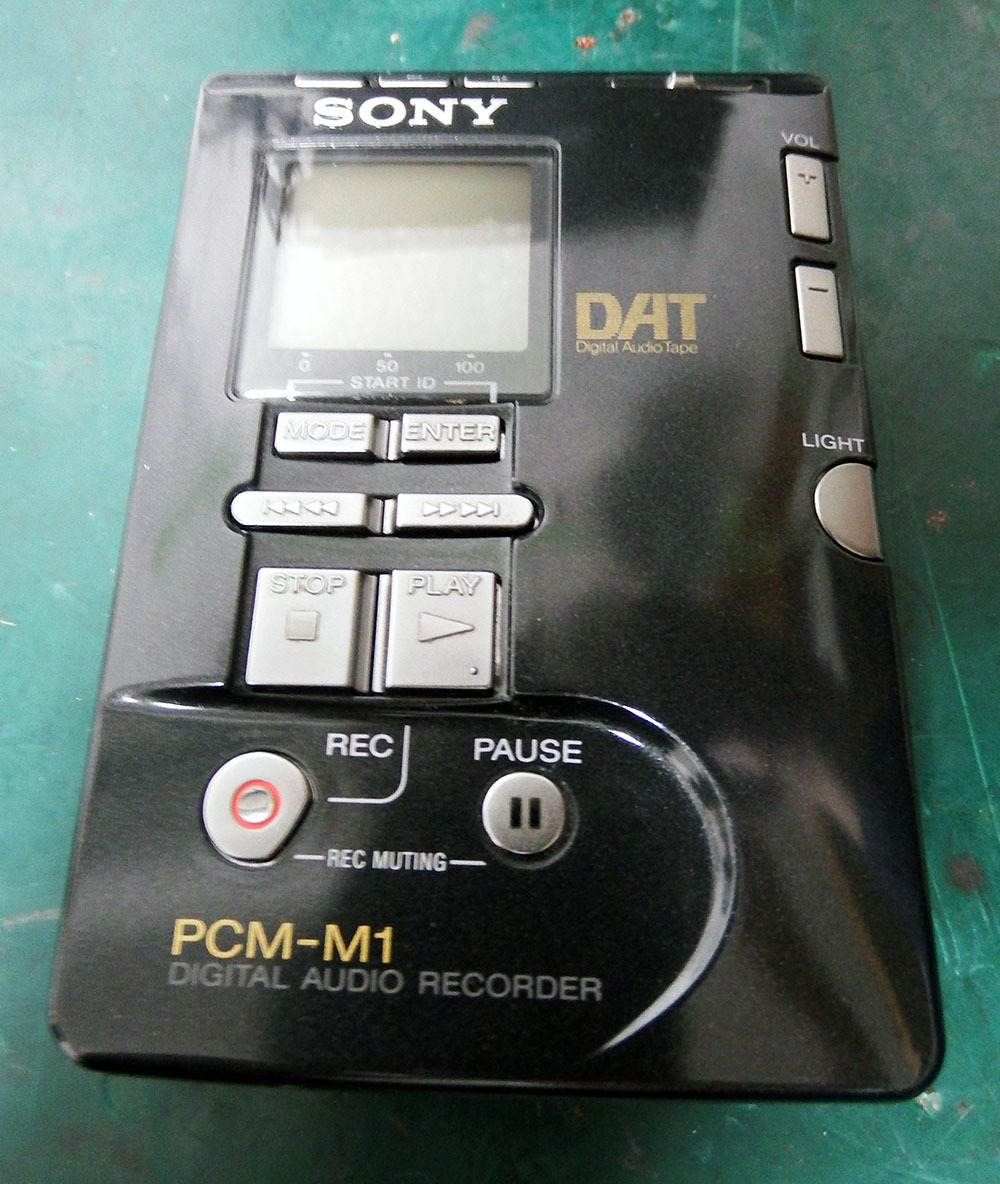 SONY
VOL
+
−
DAT
Digital Audio Tape
0 50 100
START ID
MODE ENTER
LIGHT
STOP PLAY
REC PAUSE
REC MUTING
PCM-M1
DIGITAL AUDIO RECORDER